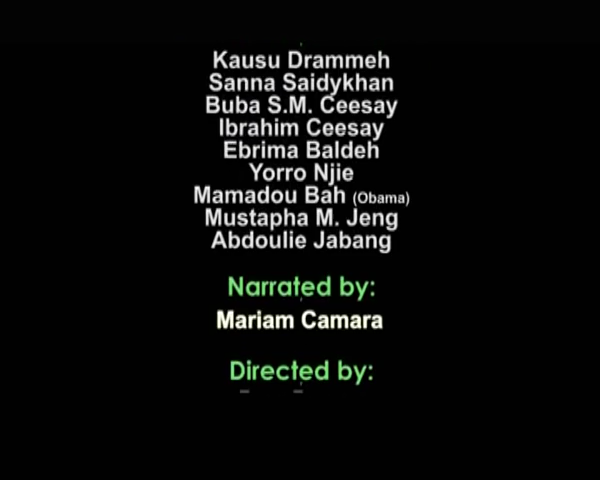 Kausu Drammeh
Sanna Saidykhan
Buba S.M. Ceesay
Ibrahim Ceesay
Ebrima Baldeh
Yorro Njie
Mamadou Bah (Obama)
Mustapha M. Jeng
Abdoulie Jabang
Narrated by:
Mariam Camara
Directed by: